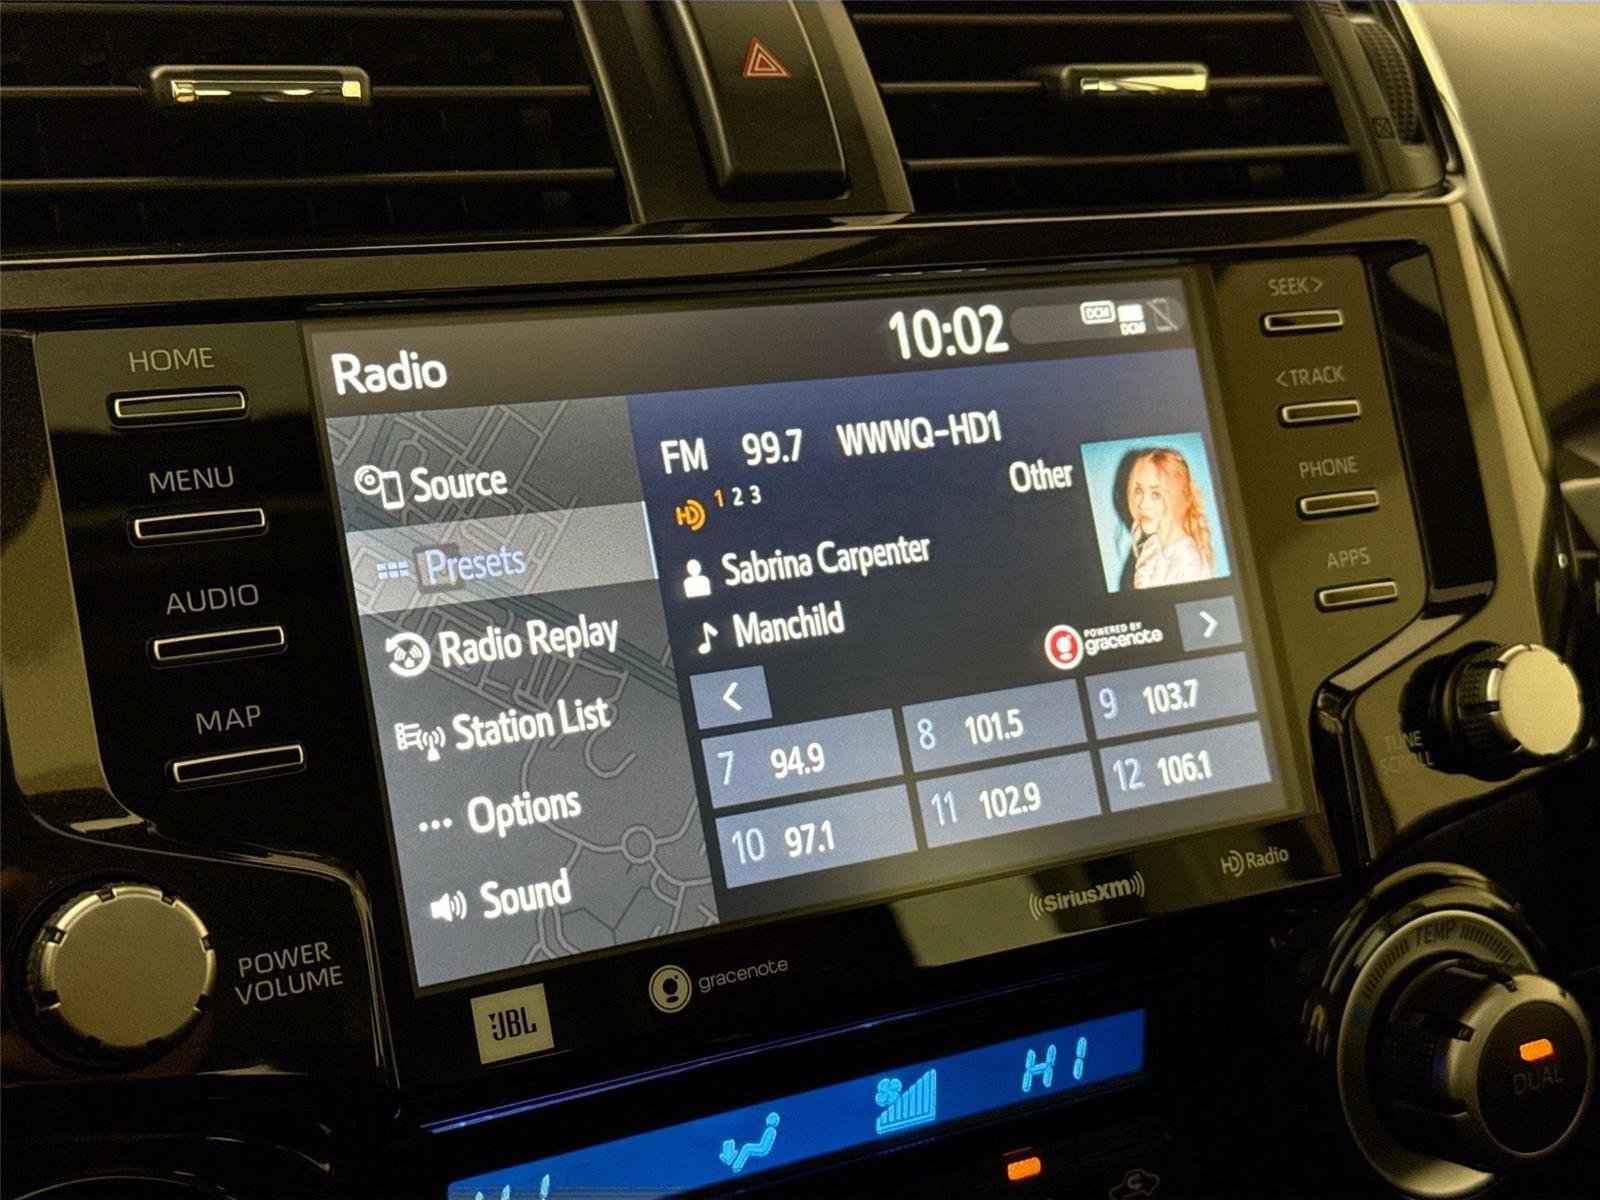 HOME
MENU
AUDIO
MAP
POWER
VOLUME
Radio
10:02
DCM
DCM
Source
Presets
Radio Replay
Station List
... Options
Sound
FM 99.7 WWWQ-HD1
Other
HD 1 2 3
Sabrina Carpenter
Manchild
POWERED BY
gracenote
<
>
7 94.9
8 101.5
9 103.7
10 97.1
11 102.9
12 106.1
SEEK >
< TRACK
PHONE
APPS
TUNE
SCROLL
JBL
gracenote
((SiriusXM))
HD Radio
TEMP
DUAL
HI